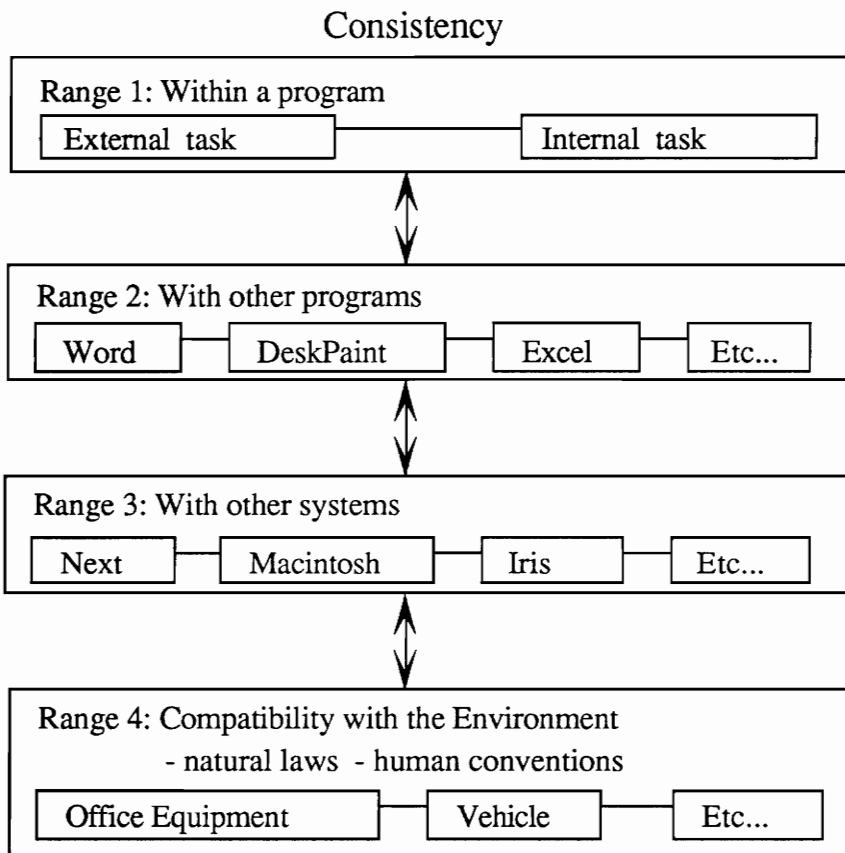 Consistency
Range 1: Within a program
External task Internal task
Range 2: With other programs
Word DeskPaint Excel Etc...
Range 3: With other systems
Next Macintosh Iris Etc...
Range 4: Compatibility with the Environment
- natural laws - human conventions
Office Equipment Vehicle Etc...